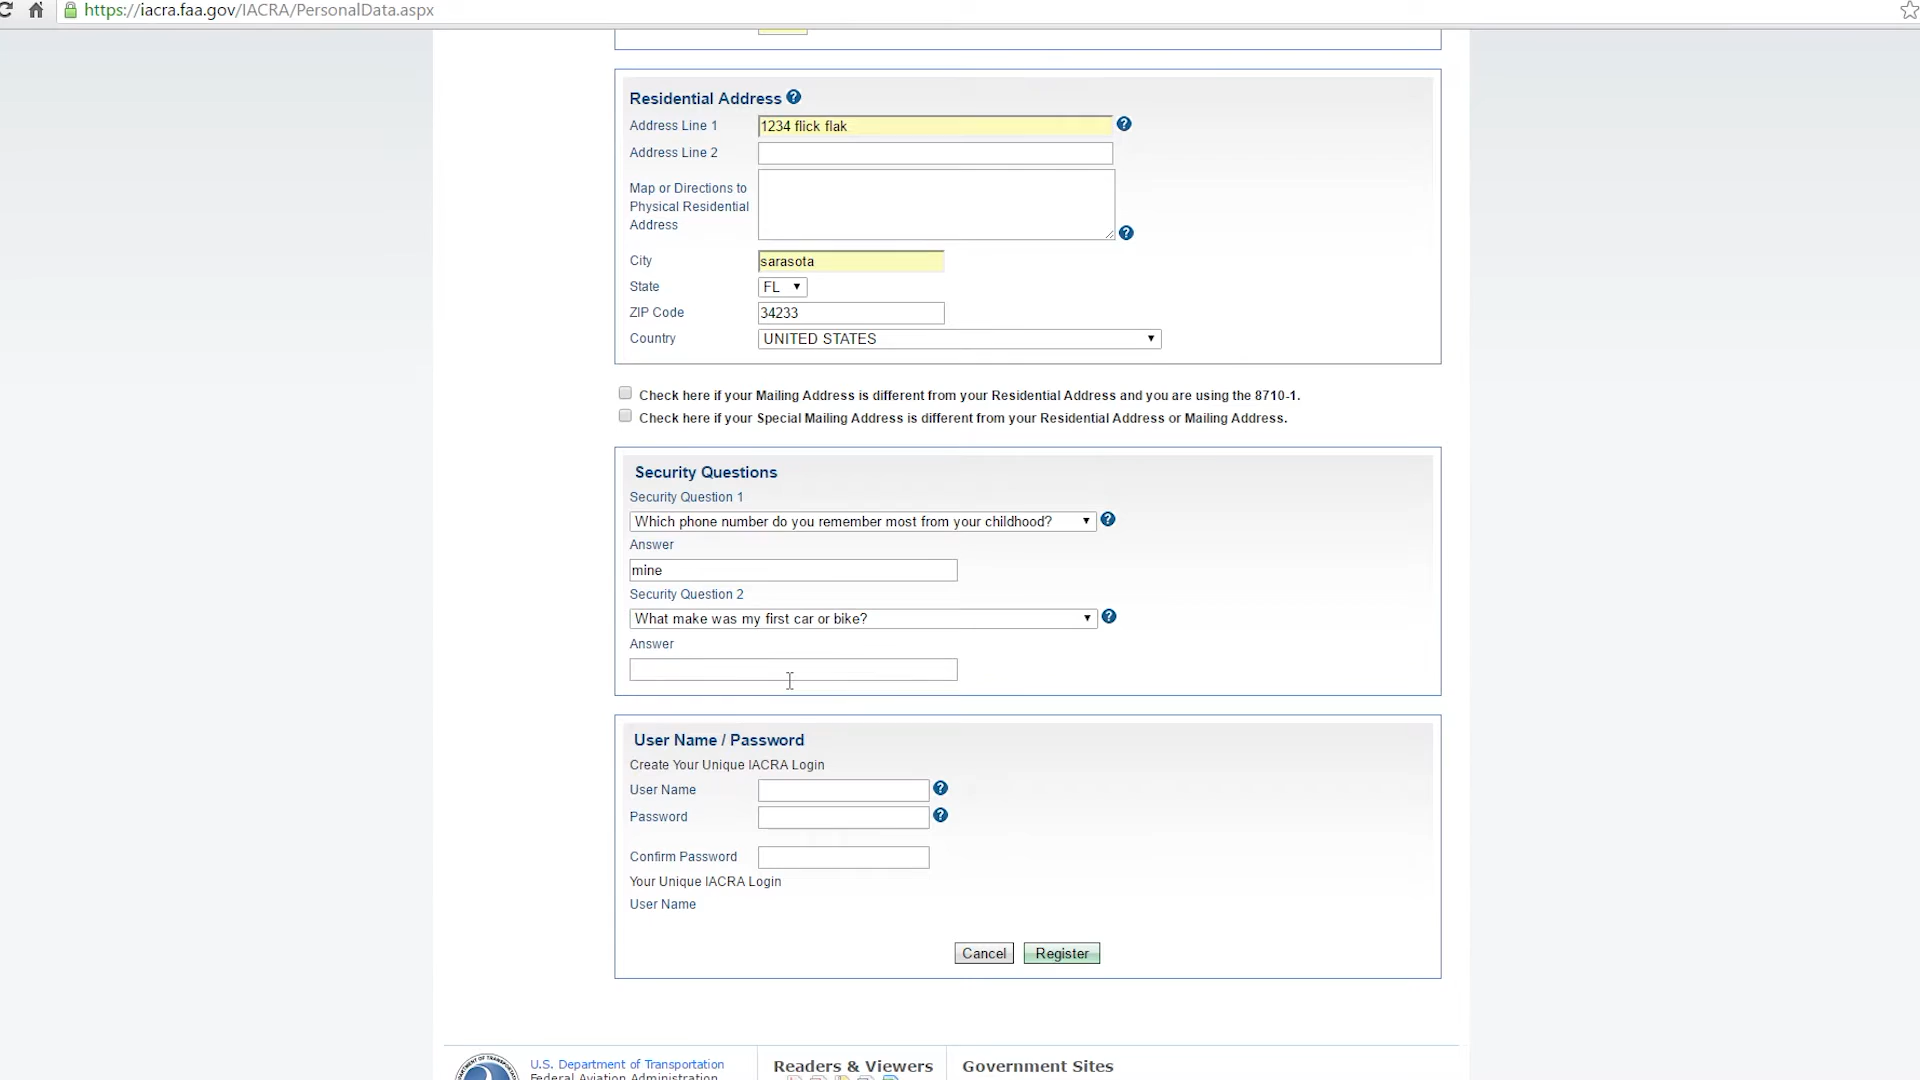 https://iacra.faa.gov/IACRA/PersonalData.aspx
Residential Address ?
Address Line 1 1234 flick flak ?
Address Line 2
Map or Directions to
Physical Residential
Address ?
City sarasota
State FL
ZIP Code 34233
Country UNITED STATES
Check here if your Mailing Address is different from your Residential Address and you are using the 8710-1.
Check here if your Special Mailing Address is different from your Residential Address or Mailing Address.
Security Questions
Security Question 1
Which phone number do you remember most from your childhood? ?
Answer
mine
Security Question 2
What make was my first car or bike? ?
Answer
User Name / Password
Create Your Unique IACRA Login
User Name ?
Password ?
Confirm Password
Your Unique IACRA Login
User Name
Cancel Register
U.S. Department of Transportation Readers & Viewers Government Sites
Federal Aviation Administration